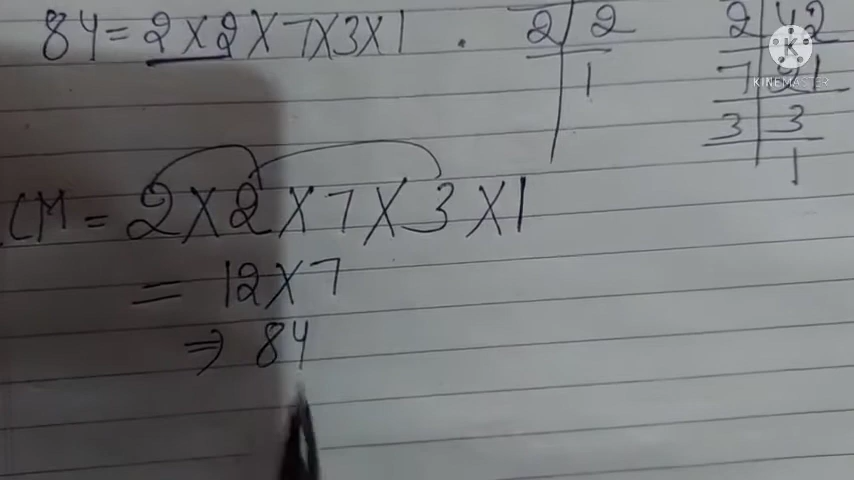 84 = 2 X 2 X 7 X 3 X 1 .
2 | 2
1
2 | 42
7 | 21
3 | 3
1
KINEMASTER
.CM = 2 X 2 X 7 X 3 X 1
= 12 X 7
⇒ 84